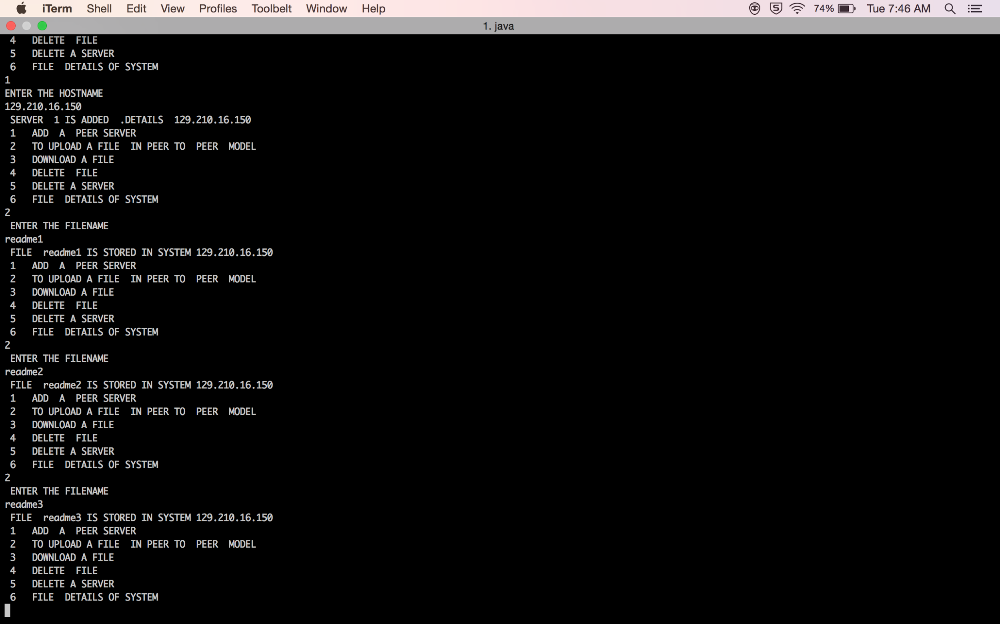 iTerm Shell Edit View Profiles Toolbelt Window Help 74% Tue 7:46 AM
1. java
4 DELETE FILE
5 DELETE A SERVER
6 FILE DETAILS OF SYSTEM
1
ENTER THE HOSTNAME
129.210.16.150
SERVER 1 IS ADDED .DETAILS 129.210.16.150
1 ADD A PEER SERVER
2 TO UPLOAD A FILE IN PEER TO PEER MODEL
3 DOWNLOAD A FILE
4 DELETE FILE
5 DELETE A SERVER
6 FILE DETAILS OF SYSTEM
2
ENTER THE FILENAME
readme1
FILE readme1 IS STORED IN SYSTEM 129.210.16.150
1 ADD A PEER SERVER
2 TO UPLOAD A FILE IN PEER TO PEER MODEL
3 DOWNLOAD A FILE
4 DELETE FILE
5 DELETE A SERVER
6 FILE DETAILS OF SYSTEM
2
ENTER THE FILENAME
readme2
FILE readme2 IS STORED IN SYSTEM 129.210.16.150
1 ADD A PEER SERVER
2 TO UPLOAD A FILE IN PEER TO PEER MODEL
3 DOWNLOAD A FILE
4 DELETE FILE
5 DELETE A SERVER
6 FILE DETAILS OF SYSTEM
2
ENTER THE FILENAME
readme3
FILE readme3 IS STORED IN SYSTEM 129.210.16.150
1 ADD A PEER SERVER
2 TO UPLOAD A FILE IN PEER TO PEER MODEL
3 DOWNLOAD A FILE
4 DELETE FILE
5 DELETE A SERVER
6 FILE DETAILS OF SYSTEM